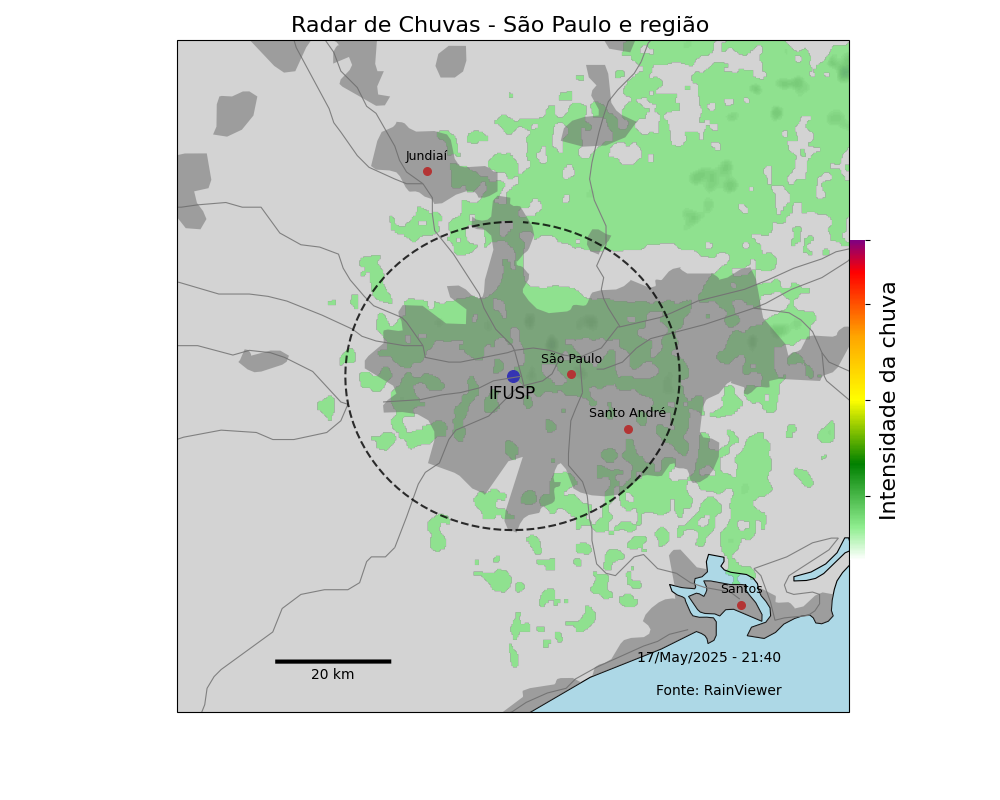 Radar de Chuvas - São Paulo e região
Jundiaí
São Paulo
IFUSP
Santo André
Santos
20 km
17/May/2025 - 21:40
Fonte: RainViewer
Intensidade da chuva